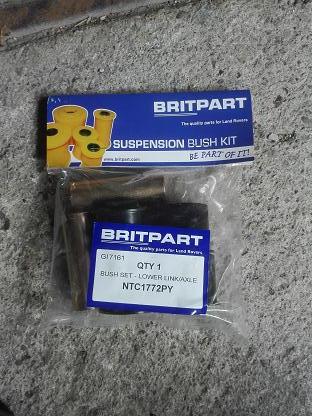 BRITPART
The quality parts for Land Rovers
SUSPENSION BUSH KIT
www.britpart.com
BE PART OF IT!
BRITPART
The quality parts for Land Rovers
GI7161
QTY 1
BUSH SET - LOWER LINK/AXLE
NTC1772PY